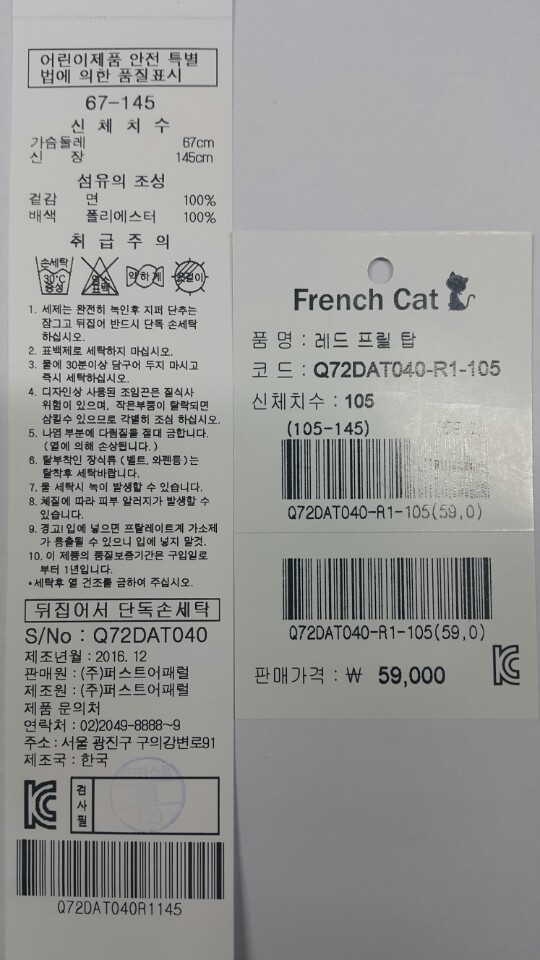 어린이제품 안전 특별
법에 의한 품질표시
67-145
신 체 치 수
가슴둘레 67cm
신 장 145cm
섬유의 조성
겉감 면 100%
배색 폴리에스터 100%
취 급 주 의
손세탁
30℃
중성
염소
표백
약하게
옷걸이
1. 세제는 완전히 녹인후 지퍼 단추는
잠그고 뒤집어 반드시 단독 손세탁
하십시오.
2. 표백제로 세탁하지 마십시오.
3. 물에 30분이상 담구어 두지 마시고
즉시 세탁하십시오.
4. 디자인상 사용된 조임끈은 질식사
위험이 있으며, 작은부품이 탈락되면
삼킬수 있으므로 각별히 조심 하십시오.
5. 나염 부분에 다림질을 절대 금합니다.
(열에 의해 손상됩니다.)
6. 탈부착인 장식류(벨트, 와펜등)는
탈착후 세탁바랍니다.
7. 물 세탁시 녹이 발생할 수 있습니다.
8. 체질에 따라 피부 알러지가 발생할 수
있습니다.
9. 경고!입에 넣으면 프탈레이트계 가소제
가 용출될 수 있으니 입에 넣지 말것.
10. 이 제품의 품질보증기간은 구입일로
부터 1년입니다.
*세탁후 열 건조를 금하여 주십시오.
뒤집어서 단독손세탁
S/No : Q72DAT040
제조년월 : 2016. 12
판매원 : (주)퍼스트어패럴
제조원 : (주)퍼스트어패럴
제품 문의처
연락처 : 02)2049-8888~9
주소 : 서울 광진구 구의강변로91
제조국 : 한국
검사필
Q72DAT040R1145
French Cat
품 명 : 레드 프릴 탑
코 드 : Q72DAT040-R1-105
신체치수 : 105
(105-145)
Q72DAT040-R1-105(59,0)
Q72DAT040-R1-105(59,0)
판매가격 : ₩ 59,000